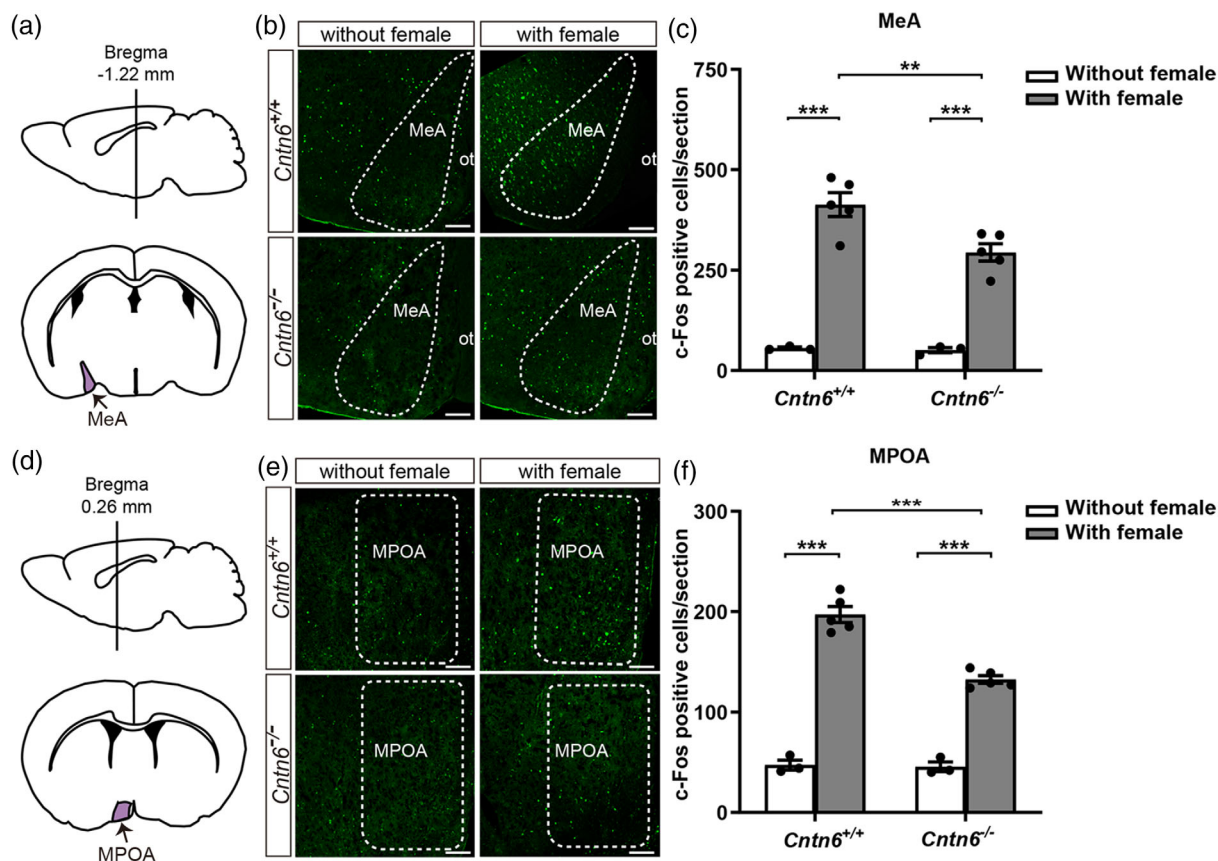 (a)
Bregma
-1.22 mm
MeA
(b)
without female
with female
Cntn6+/+
MeA
ot
MeA
ot
Cntn6-/-
MeA
ot
MeA
ot
(c)
MeA
c-Fos positive cells/section
750
500
250
0
***
**
***
Without female
With female
Cntn6+/+
Cntn6-/-
(d)
Bregma
0.26 mm
MPOA
(e)
without female
with female
Cntn6+/+
MPOA
MPOA
Cntn6-/-
MPOA
MPOA
(f)
MPOA
c-Fos positive cells/section
300
200
100
0
***
***
***
Without female
With female
Cntn6+/+
Cntn6-/-